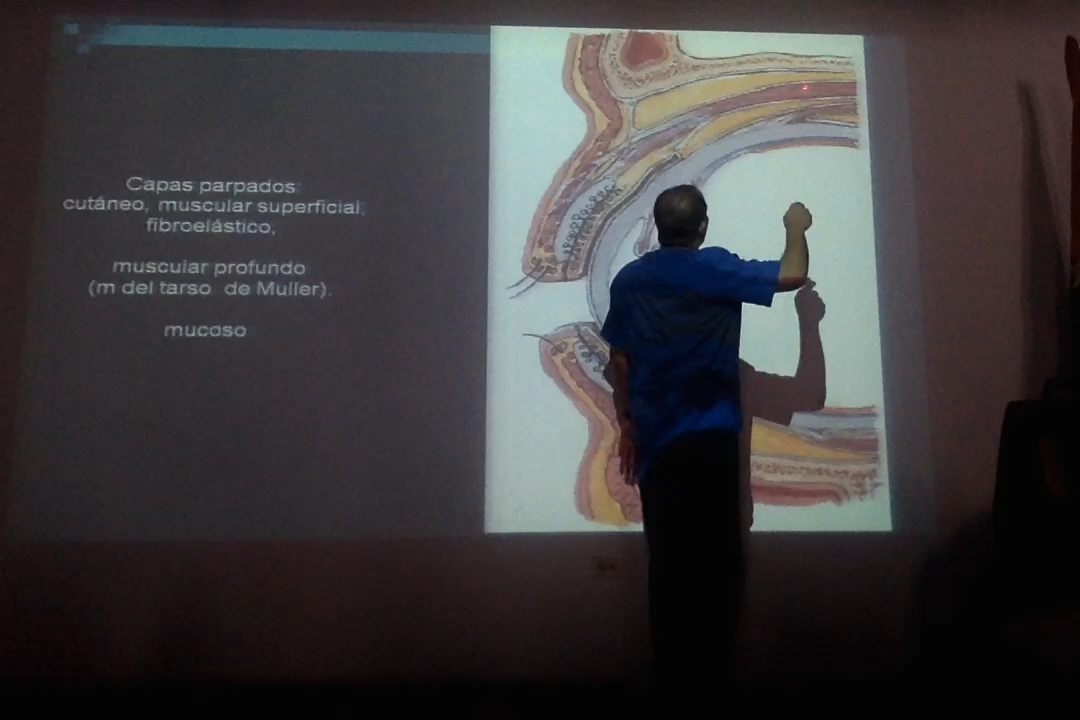 Capas parpados:
cutáneo, muscular superficial,
fibroelástico,
muscular profundo
(m del tarso de Muller).
mucoso